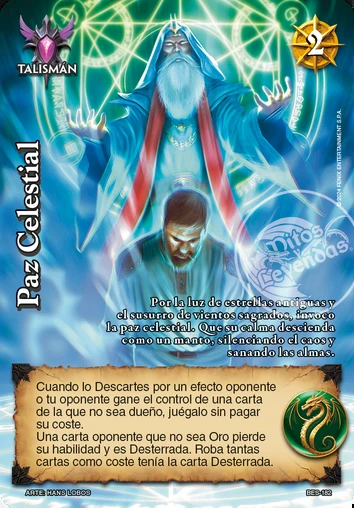 TALISMÁN
2
Paz Celestial
©2024 FENIX ENTERTAINMENT S.P.A.
Mitos y
Leyendas
Por la luz de estrellas antiguas y
el susurro de vientos sagrados, invoco
la paz celestial. Que su calma descienda
como un manto, silenciando el caos y
sanando las almas.
Cuando lo Descartes por un efecto oponente
o tu oponente gane el control de una carta
de la que no sea dueño, juégalo sin pagar
su coste.
Una carta oponente que no sea Oro pierde
su habilidad y es Desterrada. Roba tantas
cartas como coste tenía la carta Desterrada.
ARTE: HANS LOBOS
BES-182